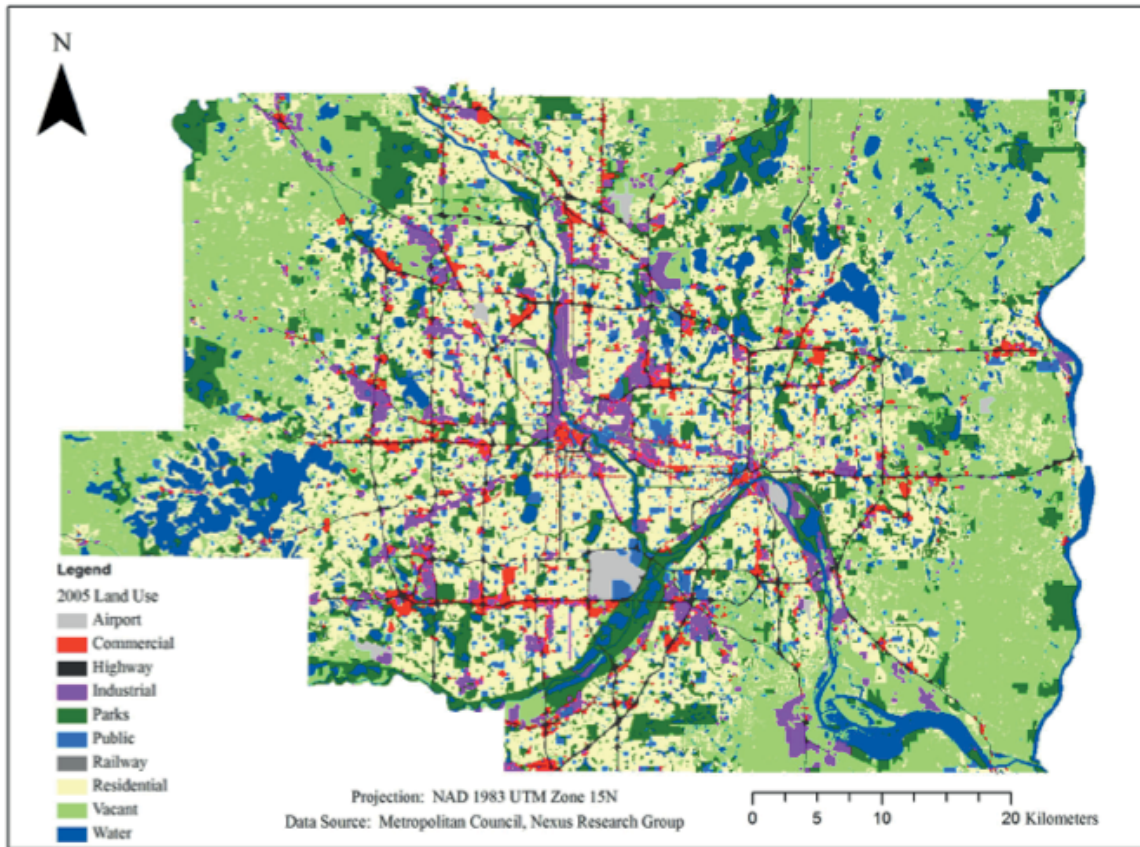 N
Legend
2005 Land Use
Airport
Commercial
Highway
Industrial
Parks
Public
Railway
Residential
Vacant
Water
Projection: NAD 1983 UTM Zone 15N
Data Source: Metropolitan Council, Nexus Research Group
0 5 10 20 Kilometers